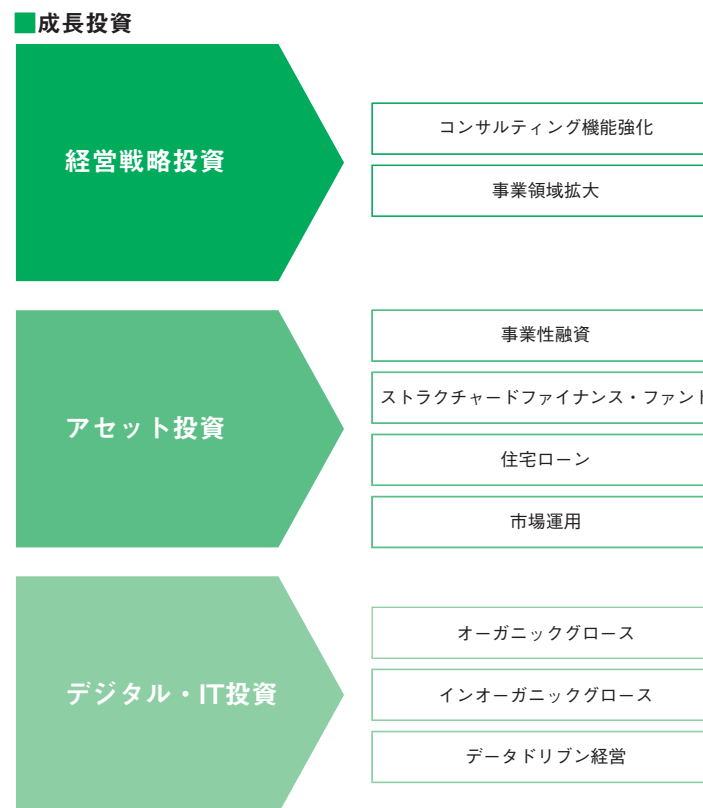 ■成長投資
経営戦略投資
コンサルティング機能強化
事業領域拡大
アセット投資
事業性融資
ストラクチャードファイナンス・ファンド
住宅ローン
市場運用
デジタル・IT投資
オーガニックグロース
インオーガニックグロース
データドリブン経営